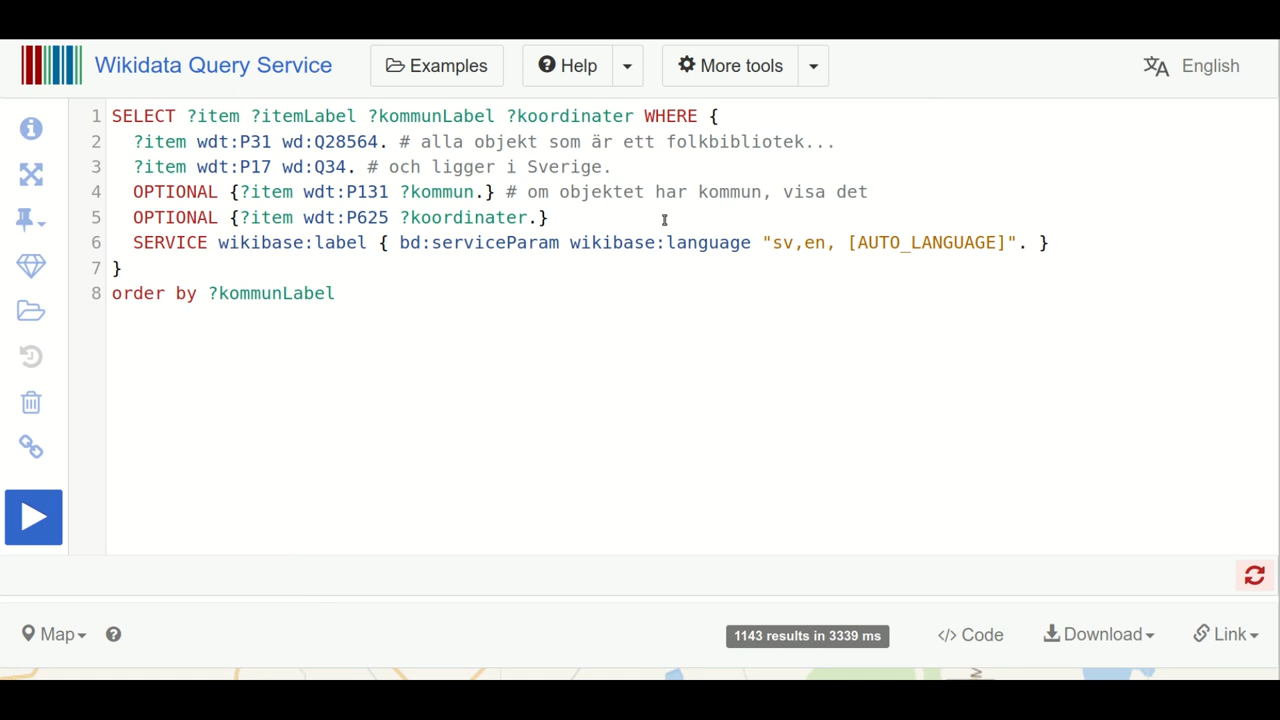 Wikidata Query Service Examples Help More tools English
1 SELECT ?item ?itemLabel ?kommunLabel ?koordinater WHERE {
2 ?item wdt:P31 wd:Q28564. # alla objekt som är ett folkbibliotek...
3 ?item wdt:P17 wd:Q34. # och ligger i Sverige.
4 OPTIONAL {?item wdt:P131 ?kommun.} # om objektet har kommun, visa det
5 OPTIONAL {?item wdt:P625 ?koordinater.}
6 SERVICE wikibase:label { bd:serviceParam wikibase:language "sv,en, [AUTO_LANGUAGE]". }
7 }
8 order by ?kommunLabel
Map 1143 results in 3339 ms </> Code Download Link